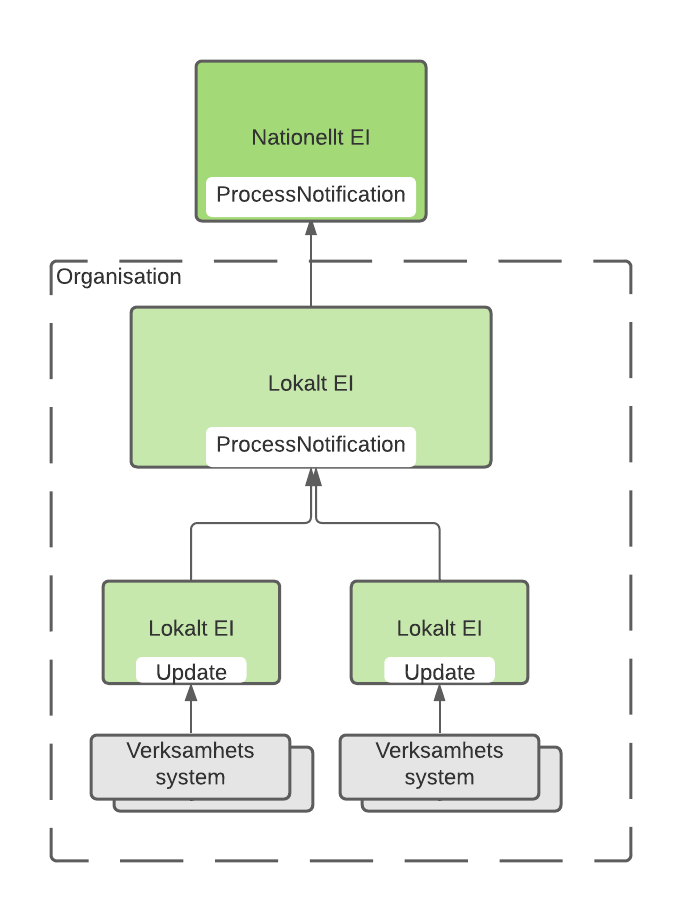 Nationellt EI
ProcessNotification
Organisation
Lokalt EI
ProcessNotification
Lokalt EI
Update
Lokalt EI
Update
Verksamhets
system
Verksamhets
system